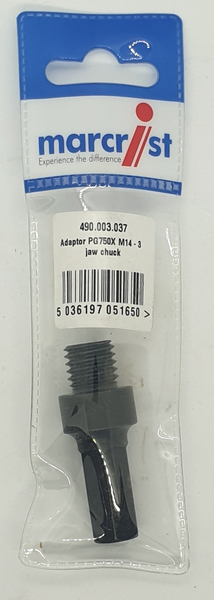 marcrist
Experience the difference
490.003.037
Adaptor PG750X M14 - 3
jaw chuck
5 036197 051650 >